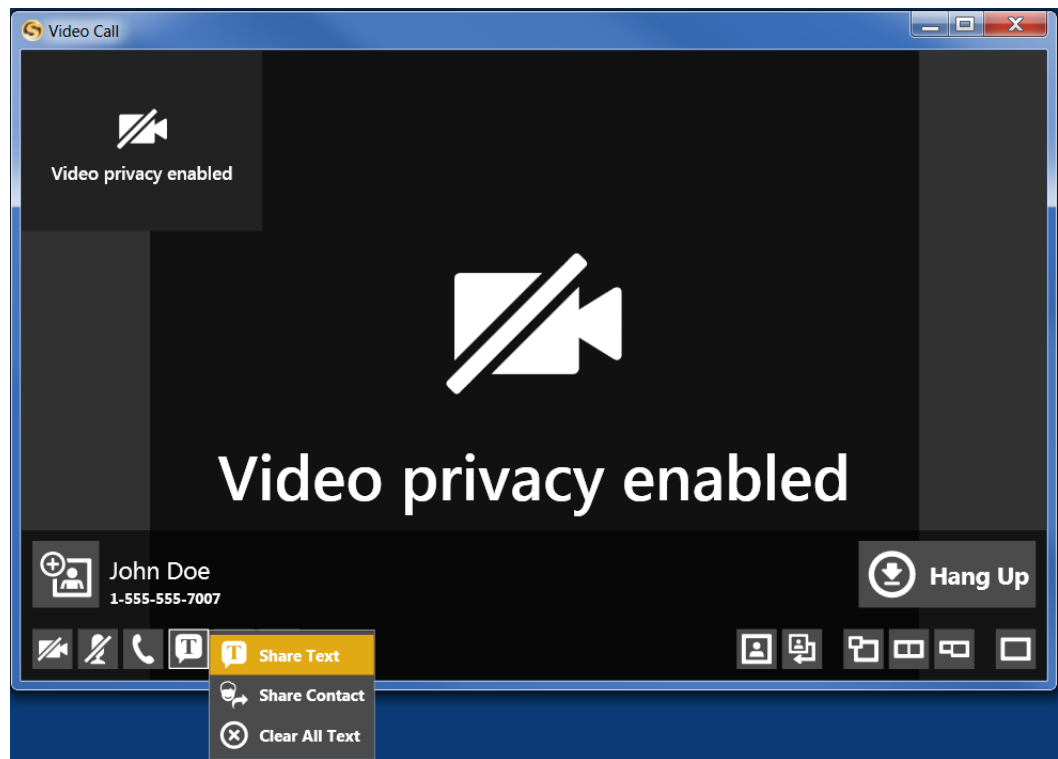 Video Call
Video privacy enabled
Video privacy enabled
John Doe
1-555-555-7007
Hang Up
Share Text
Share Contact
Clear All Text